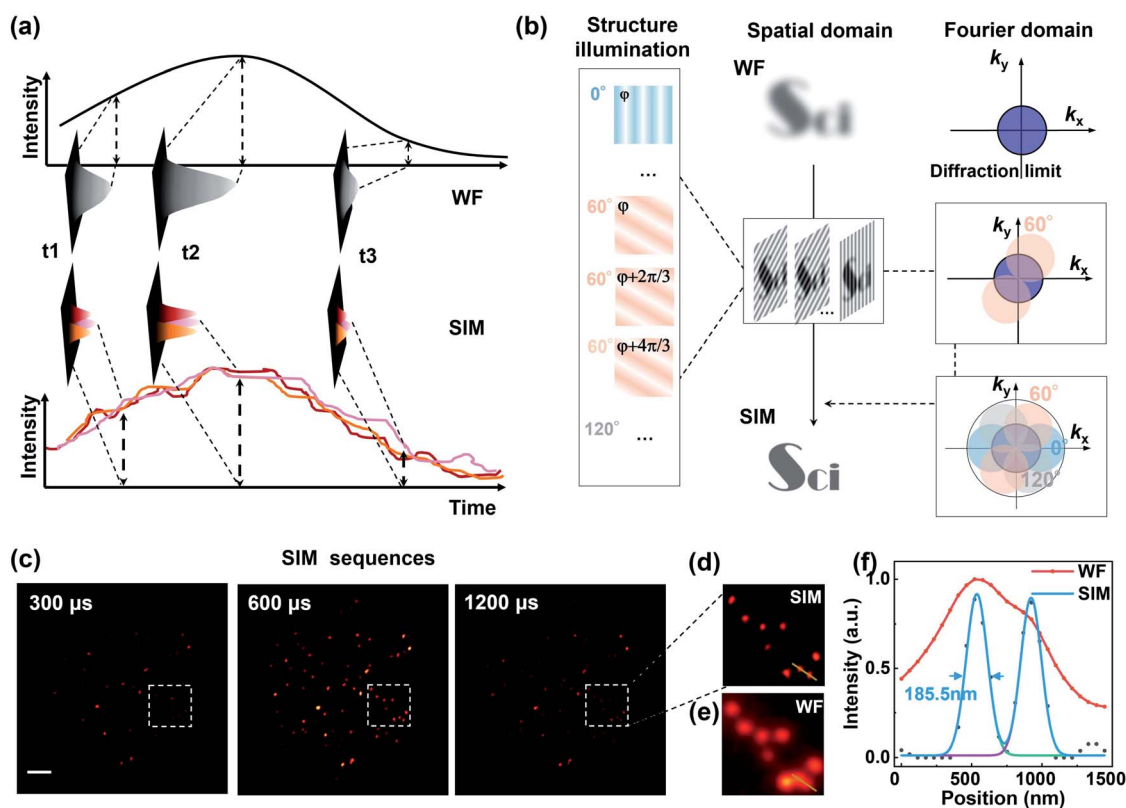 (a)
Intensity
WF
t1
t2
t3
SIM
Intensity
Time
(b)
Structure
illumination
0°
φ
...
60°
φ
60°
φ+2π/3
60°
φ+4π/3
120°
...
Spatial domain
WF
Sci
...
SIM
Sci
Fourier domain
ky
kx
Diffraction limit
ky
60°
kx
ky
60°
kx
0°
120°
(c)
SIM sequences
300 μs
600 μs
1200 μs
(d)
SIM
(e)
WF
(f)
WF
SIM
1.0
0.5
0.0
Intensity (a.u.)
185.5nm
0
500
1000
1500
Position (nm)